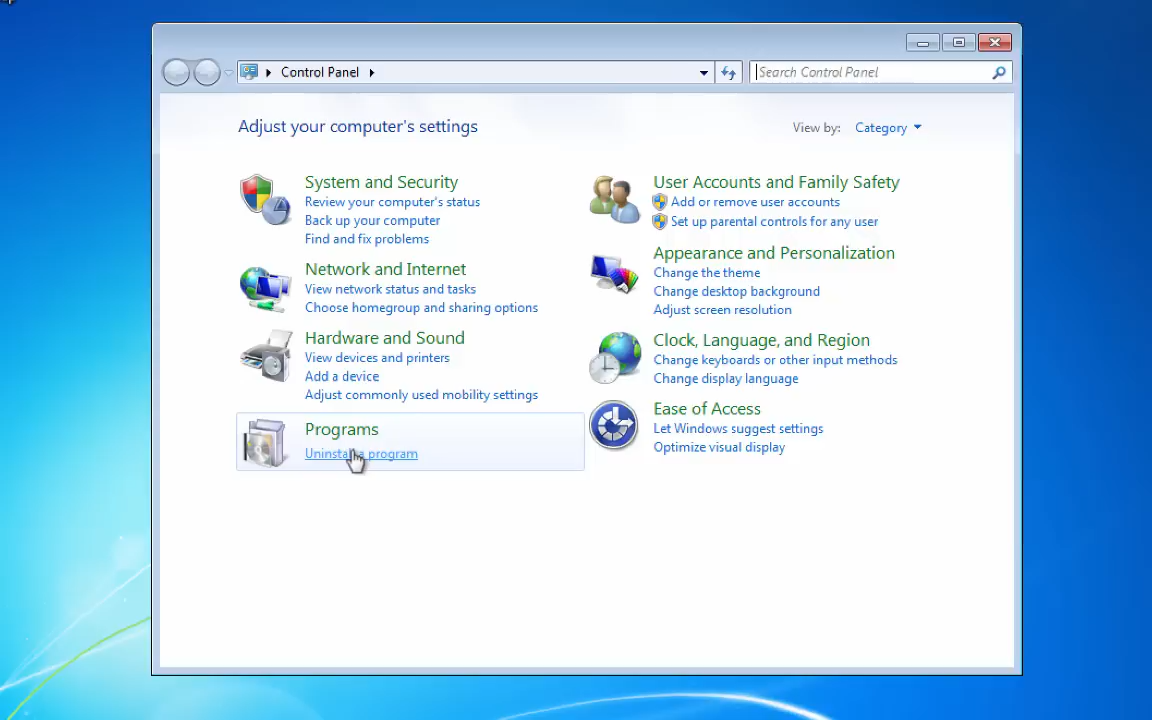 Control Panel
Search Control Panel
Adjust your computer's settings
View by: Category
System and Security
Review your computer's status
Back up your computer
Find and fix problems
Network and Internet
View network status and tasks
Choose homegroup and sharing options
Hardware and Sound
View devices and printers
Add a device
Adjust commonly used mobility settings
Programs
Uninstall a program
User Accounts and Family Safety
Add or remove user accounts
Set up parental controls for any user
Appearance and Personalization
Change the theme
Change desktop background
Adjust screen resolution
Clock, Language, and Region
Change keyboards or other input methods
Change display language
Ease of Access
Let Windows suggest settings
Optimize visual display